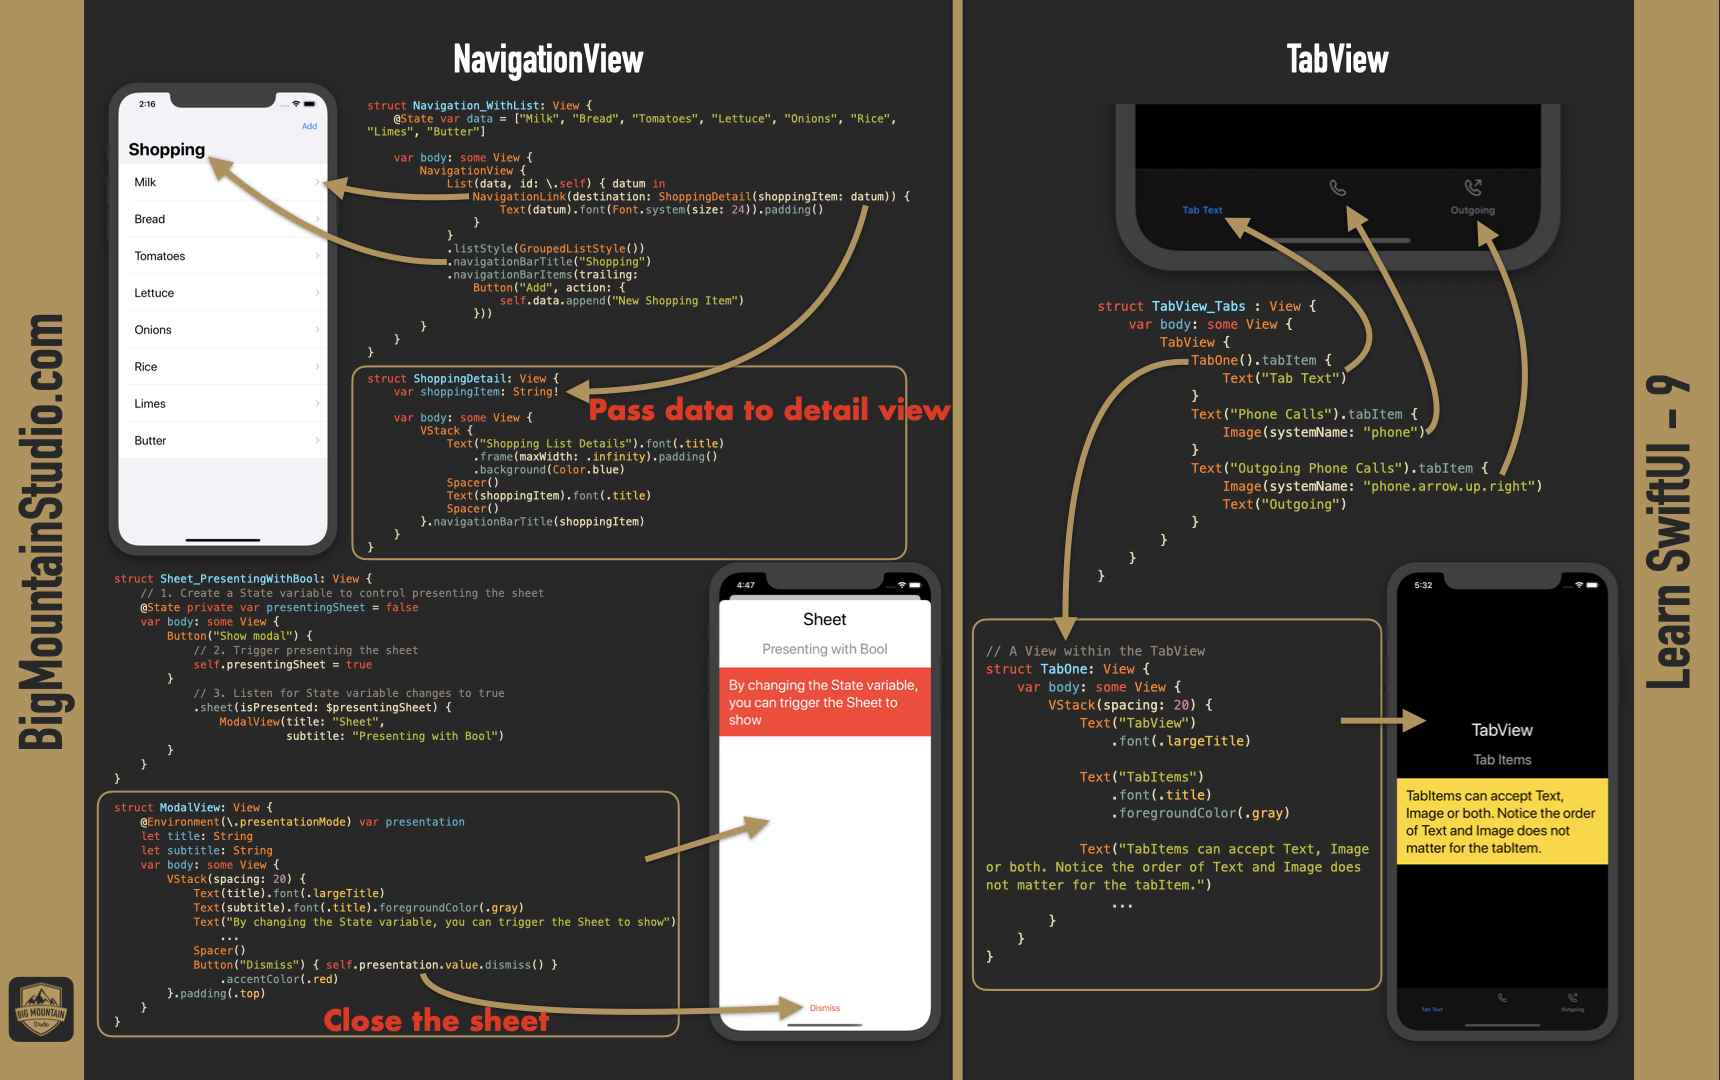 BigMountainStudio.com
BIG MOUNTAIN
Studio
NavigationView
2:16
Add
Shopping
Milk
Bread
Tomatoes
Lettuce
Onions
Rice
Limes
Butter
struct Navigation_WithList: View {
@State var data = ["Milk", "Bread", "Tomatoes", "Lettuce", "Onions", "Rice",
"Limes", "Butter"]
var body: some View {
NavigationView {
List(data, id: \.self) { datum in
NavigationLink(destination: ShoppingDetail(shoppingItem: datum)) {
Text(datum).font(Font.system(size: 24)).padding()
}
}
.listStyle(GroupedListStyle())
.navigationBarTitle("Shopping")
.navigationBarItems(trailing:
Button("Add", action: {
self.data.append("New Shopping Item")
}))
}
}
}
struct ShoppingDetail: View {
var shoppingItem: String!
Pass data to detail view
var body: some View {
VStack {
Text("Shopping List Details").font(.title)
.frame(maxWidth: .infinity).padding()
.background(Color.blue)
Spacer()
Text(shoppingItem).font(.title)
Spacer()
}.navigationBarTitle(shoppingItem)
}
}
struct Sheet_PresentingWithBool: View {
// 1. Create a State variable to control presenting the sheet
@State private var presentingSheet = false
var body: some View {
Button("Show modal") {
// 2. Trigger presenting the sheet
self.presentingSheet = true
}
// 3. Listen for State variable changes to true
.sheet(isPresented: $presentingSheet) {
ModalView(title: "Sheet",
subtitle: "Presenting with Bool")
}
}
}
struct ModalView: View {
@Environment(\.presentationMode) var presentation
let title: String
let subtitle: String
var body: some View {
VStack(spacing: 20) {
Text(title).font(.largeTitle)
Text(subtitle).font(.title).foregroundColor(.gray)
Text("By changing the State variable, you can trigger the Sheet to show")
...
Spacer()
Button("Dismiss") { self.presentation.value.dismiss() }
.accentColor(.red)
}.padding(.top)
}
}
Close the sheet
4:47
Sheet
Presenting with Bool
By changing the State variable,
you can trigger the Sheet to
show
Dismiss
TabView
Tab Text
Outgoing
struct TabView_Tabs : View {
var body: some View {
TabView {
TabOne().tabItem {
Text("Tab Text")
}
Text("Phone Calls").tabItem {
Image(systemName: "phone")
}
Text("Outgoing Phone Calls").tabItem {
Image(systemName: "phone.arrow.up.right")
Text("Outgoing")
}
}
}
}
// A View within the TabView
struct TabOne: View {
var body: some View {
VStack(spacing: 20) {
Text("TabView")
.font(.largeTitle)
Text("TabItems")
.font(.title)
.foregroundColor(.gray)
Text("TabItems can accept Text, Image
or both. Notice the order of Text and Image does
not matter for the tabItem.")
...
}
}
}
5:32
TabView
Tab Items
TabItems can accept Text,
Image or both. Notice the order
of Text and Image does not
matter for the tabItem.
Tab Text
Outgoing
Learn SwiftUI - 9